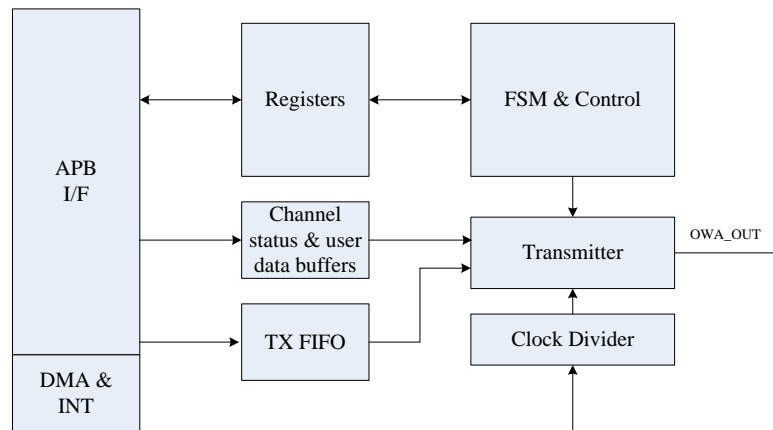 APB
I/F
Registers
FSM & Control
Channel
status & user
data buffers
Transmitter
OWA_OUT
TX FIFO
Clock Divider
DMA &
INT